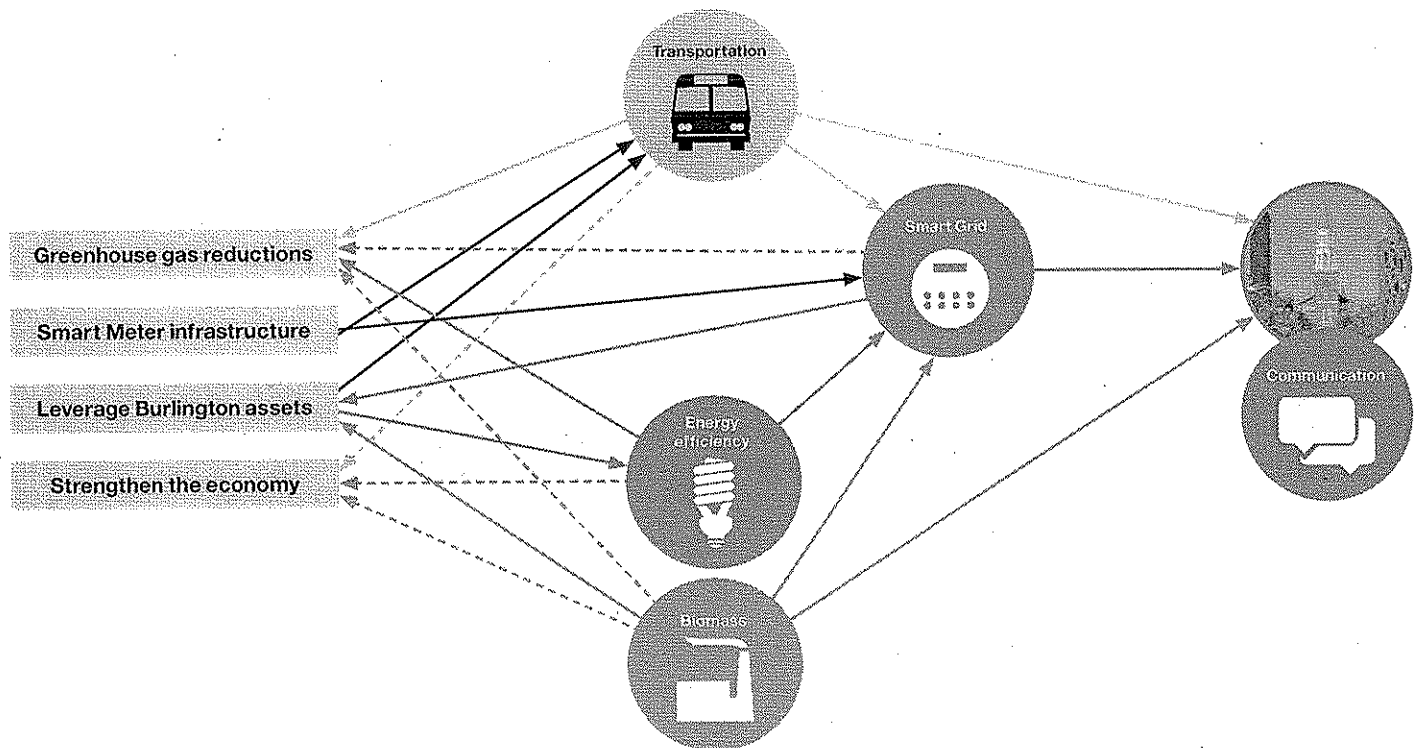 Transportation
Smart Grid
Greenhouse gas reductions
Smart Meter infrastructure
Leverage Burlington assets
Strengthen the economy
Energy
efficiency
Communication
Biomass